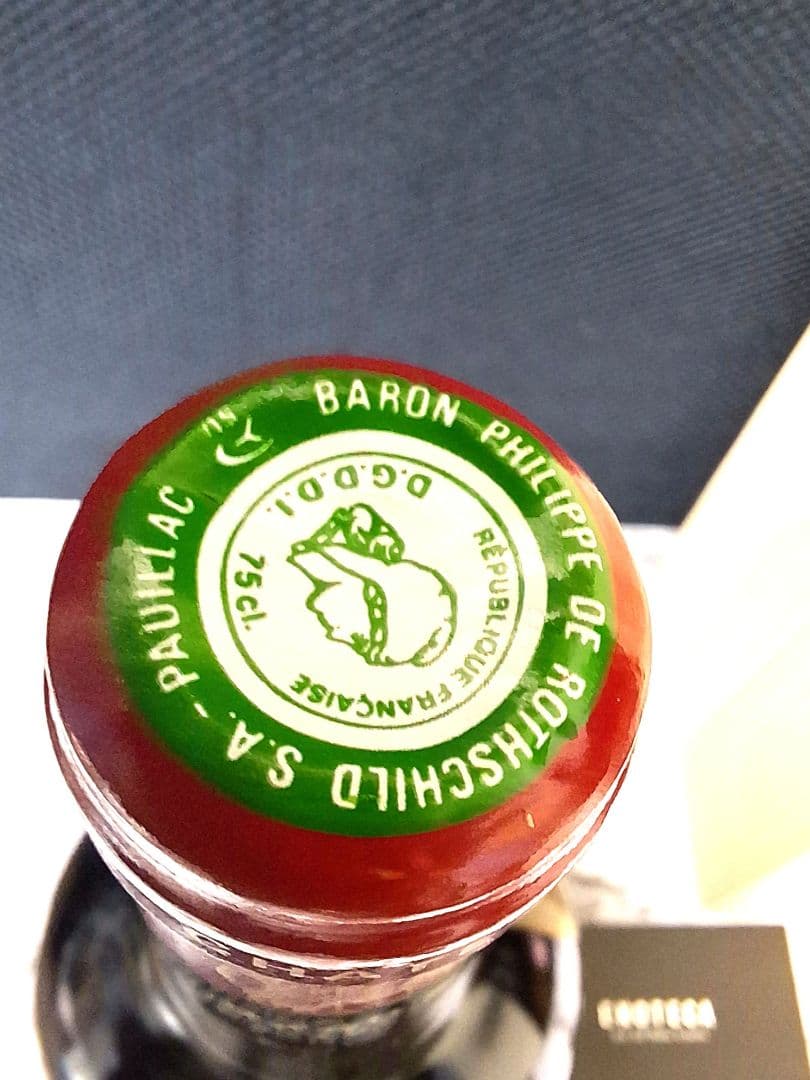 BARON PHILIPPE DE ROTHSCHILD S.A. - PAUILLAC
D.G.D.D.I.
75cl.
RÉPUBLIQUE FRANÇAISE
ENOTECA